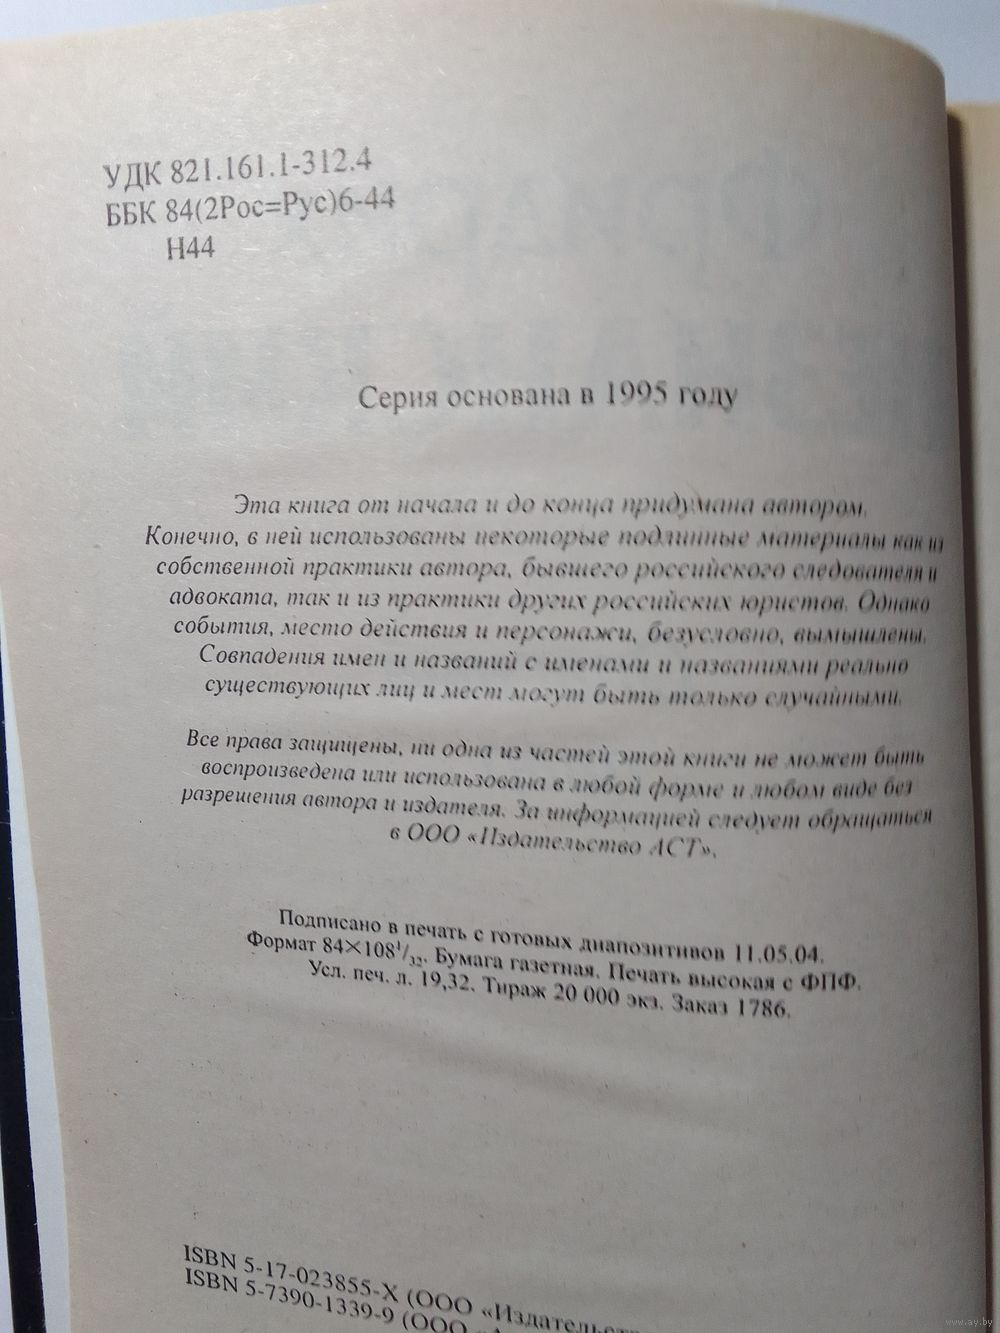 УДК 821.161.1-312.4
ББК 84(2Рос=Рус)6-44
Н44
Серия основана в 1995 году
Эта книга от начала и до конца придумана автором.
Конечно, в ней использованы некоторые подлинные материалы как из
собственной практики автора, бывшего российского следователя и
адвоката, так и из практики других российских юристов. Однако
события, место действия и персонажи, безусловно, вымышлены.
Совпадения имен и названий с именами и названиями реально
существующих лиц и мест могут быть только случайными.
Все права защищены, ни одна из частей этой книги не может быть
воспроизведена или использована в любой форме и любом виде без
разрешения автора и издателя. За информацией следует обращаться
в ООО «Издательство АСТ».
Подписано в печать с готовых диапозитивов 11.05.04.
Формат 84×108¹/₃₂. Бумага газетная. Печать высокая с ФПФ.
Усл. печ. л. 19,32. Тираж 20 000 экз. Заказ 1786.
ISBN 5-17-023855-X (ООО «Издательство
ISBN 5-7390-1339-9 (ООО
www.ay.by